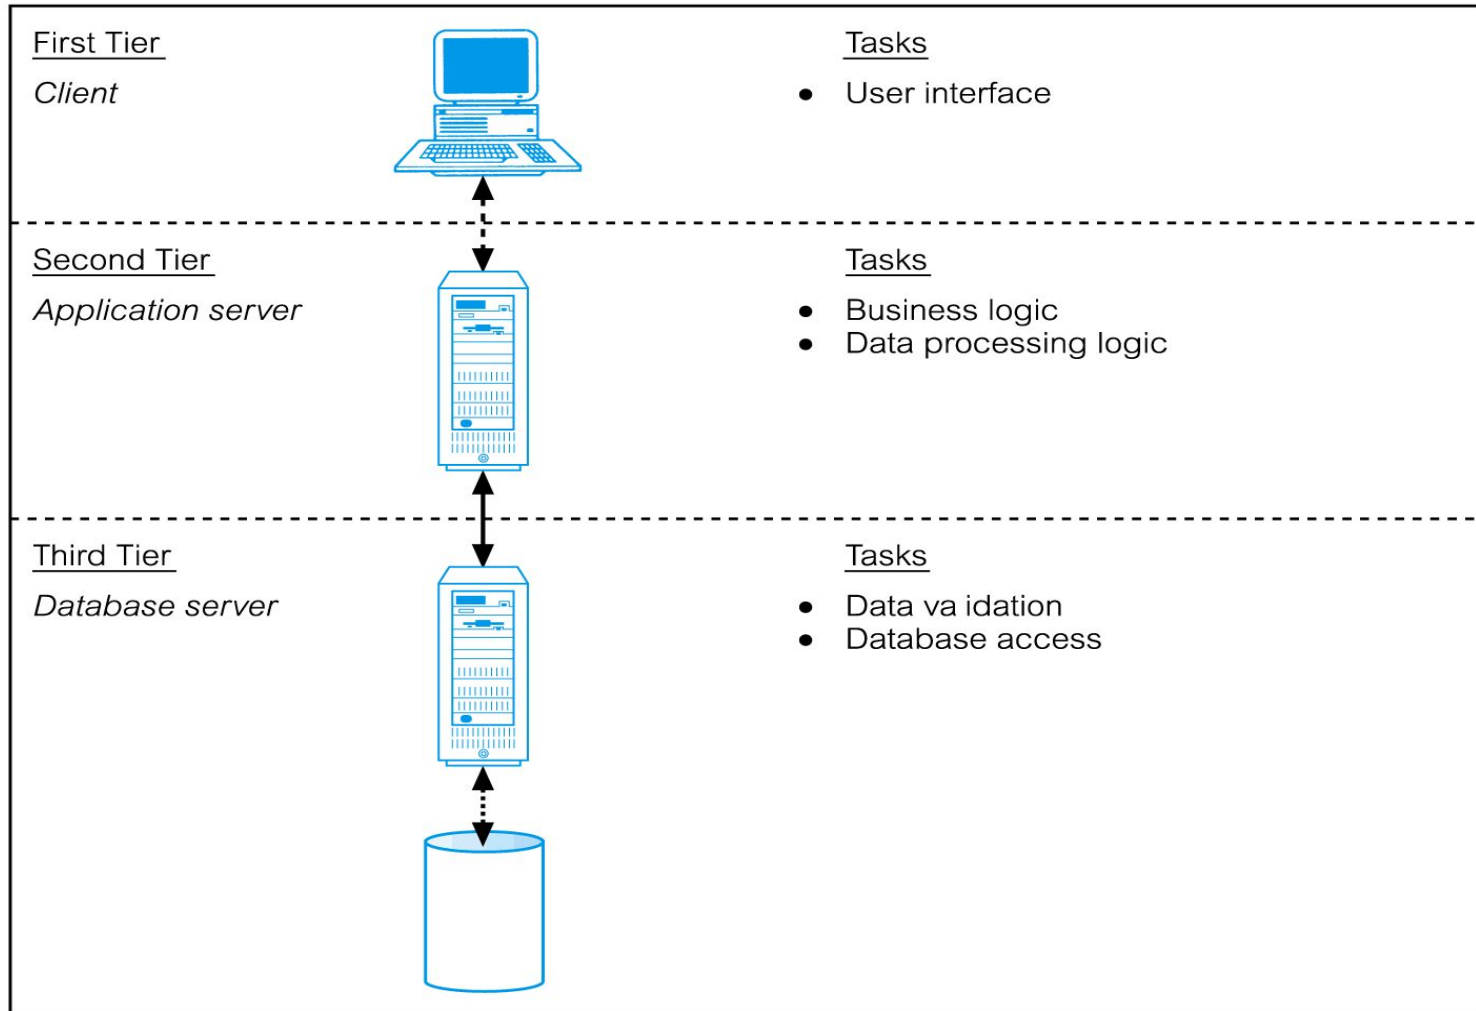 First Tier
Tasks
Client
• User interface
Second Tier
Tasks
Application server
• Business logic
• Data processing logic
Third Tier
Tasks
Database server
• Data va idation
• Database access